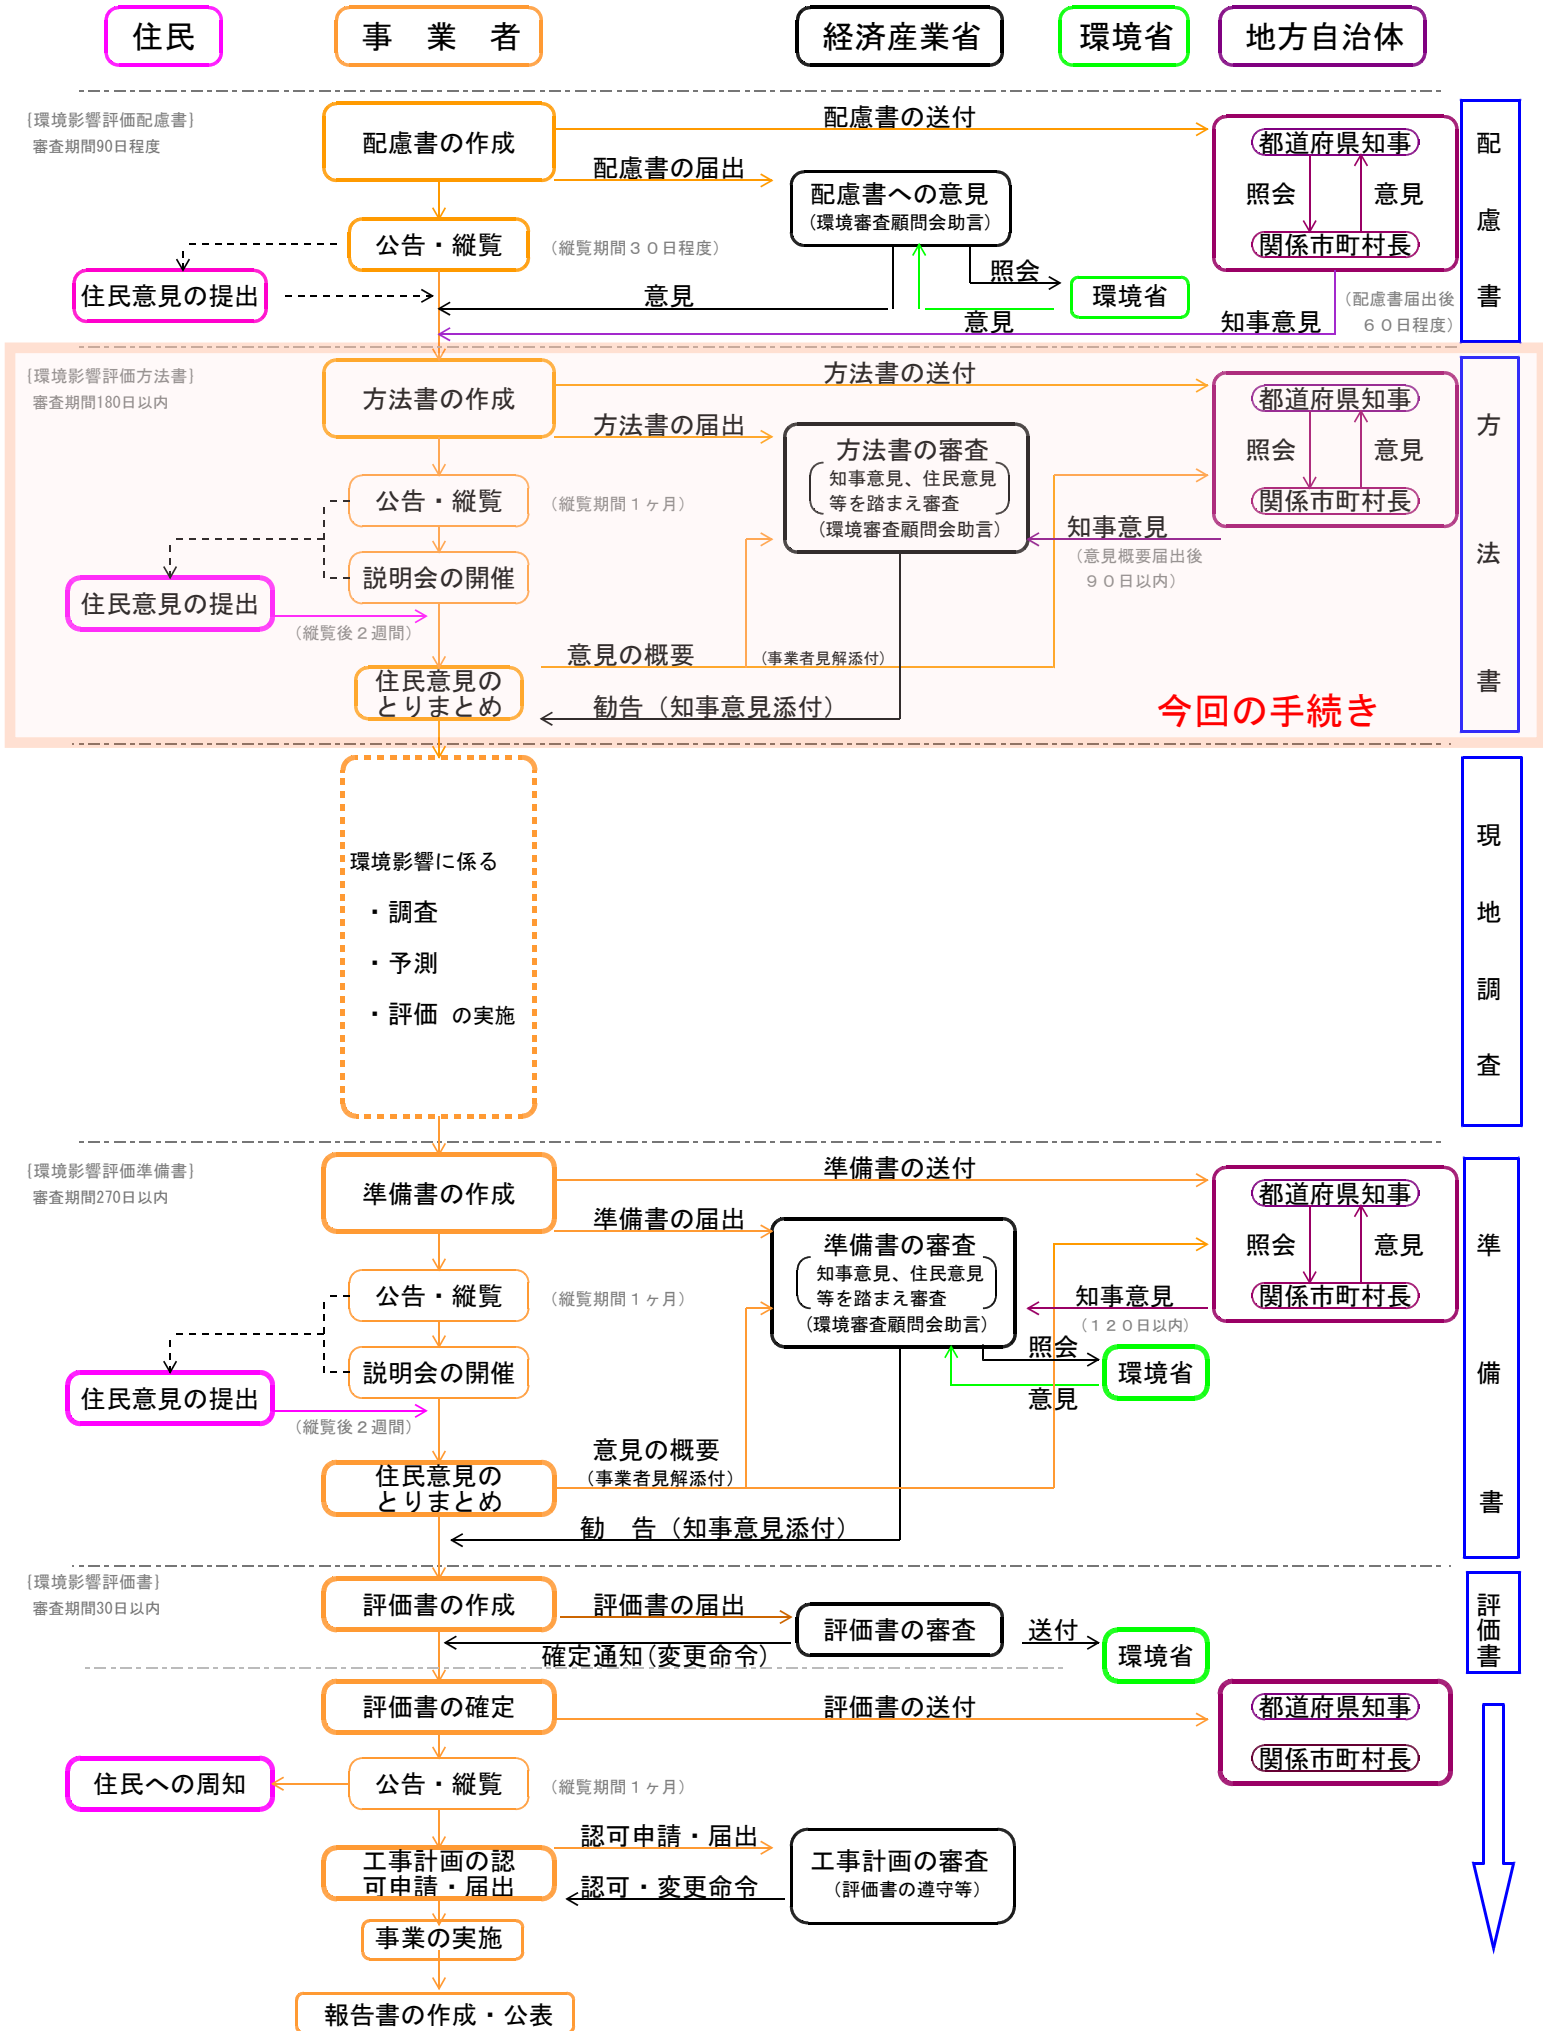 住民
事　業　者
経済産業省
環境省
地方自治体
{環境影響評価配慮書}
審査期間90日程度
配慮書の作成
配慮書の送付
配慮書の届出
配慮書への意見
(環境審査顧問会助言)
都道府県知事
照会
意見
関係市町村長
配慮書
公告・縦覧
(縦覧期間３０日程度)
住民意見の提出
意見
照会
環境省
意見
知事意見
(配慮書届出後
６０日程度)
{環境影響評価方法書}
審査期間180日以内
方法書の作成
方法書の送付
方法書の届出
方法書の審査
知事意見、住民意見
等を踏まえ審査
(環境審査顧問会助言)
都道府県知事
照会
意見
関係市町村長
方法書
公告・縦覧
(縦覧期間１ヶ月)
知事意見
(意見概要届出後
９０日以内)
説明会の開催
住民意見の提出
(縦覧後２週間)
意見の概要
(事業者見解添付)
住民意見の
とりまとめ
勧告（知事意見添付）
今回の手続き
環境影響に係る
・調査
・予測
・評価 の実施
現地調査
{環境影響評価準備書}
審査期間270日以内
準備書の作成
準備書の送付
準備書の届出
準備書の審査
知事意見、住民意見
等を踏まえ審査
(環境審査顧問会助言)
都道府県知事
照会
意見
関係市町村長
準備書
公告・縦覧
(縦覧期間１ヶ月)
知事意見
(１２０日以内)
照会
環境省
意見
説明会の開催
住民意見の提出
(縦覧後２週間)
意見の概要
(事業者見解添付)
住民意見の
とりまとめ
勧　告（知事意見添付）
{環境影響評価書}
審査期間30日以内
評価書の作成
評価書の届出
評価書の審査
送付
環境省
確定通知(変更命令)
評価書
評価書の確定
評価書の送付
都道府県知事
関係市町村長
住民への周知
公告・縦覧
(縦覧期間１ヶ月)
工事計画の認
可申請・届出
認可申請・届出
認可・変更命令
工事計画の審査
(評価書の遵守等)
事業の実施
報告書の作成・公表